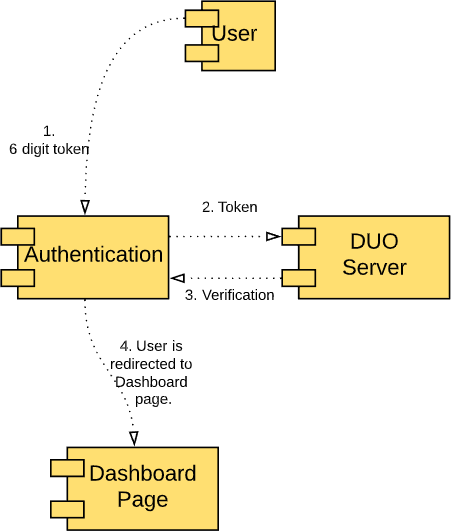 User
1.
6 digit token
2. Token
Authentication
DUO
Server
3. Verification
4. User is
redirected to
Dashboard
page.
Dashboard
Page